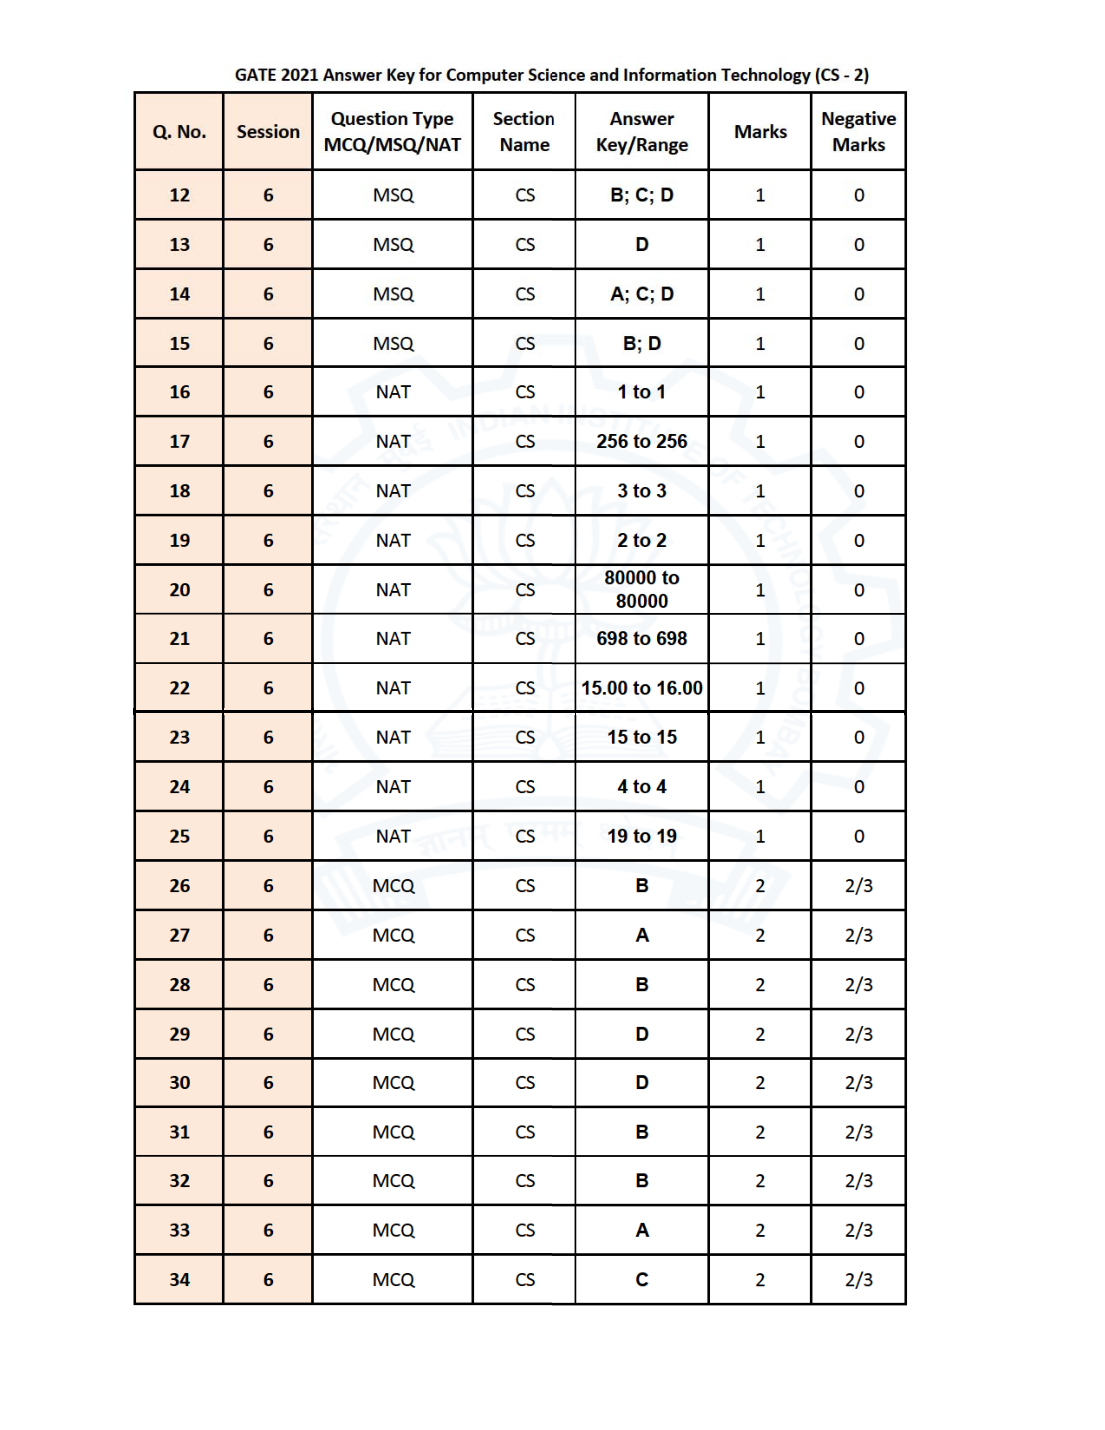 GATE 2021 Answer Key for Computer Science and Information Technology (CS - 2)
Q. No. Session Question Type MCQ/MSQ/NAT Section Name Answer Key/Range Marks Negative Marks
12 6 MSQ CS B; C; D 1 0
13 6 MSQ CS D 1 0
14 6 MSQ CS A; C; D 1 0
15 6 MSQ CS B; D 1 0
16 6 NAT CS 1 to 1 1 0
17 6 NAT CS 256 to 256 1 0
18 6 NAT CS 3 to 3 1 0
19 6 NAT CS 2 to 2 1 0
20 6 NAT CS 80000 to 80000 1 0
21 6 NAT CS 698 to 698 1 0
22 6 NAT CS 15.00 to 16.00 1 0
23 6 NAT CS 15 to 15 1 0
24 6 NAT CS 4 to 4 1 0
25 6 NAT CS 19 to 19 1 0
26 6 MCQ CS B 2 2/3
27 6 MCQ CS A 2 2/3
28 6 MCQ CS B 2 2/3
29 6 MCQ CS D 2 2/3
30 6 MCQ CS D 2 2/3
31 6 MCQ CS B 2 2/3
32 6 MCQ CS B 2 2/3
33 6 MCQ CS A 2 2/3
34 6 MCQ CS C 2 2/3
INDIAN INSTITUTE OF TECHNOLOGY BOMBAY